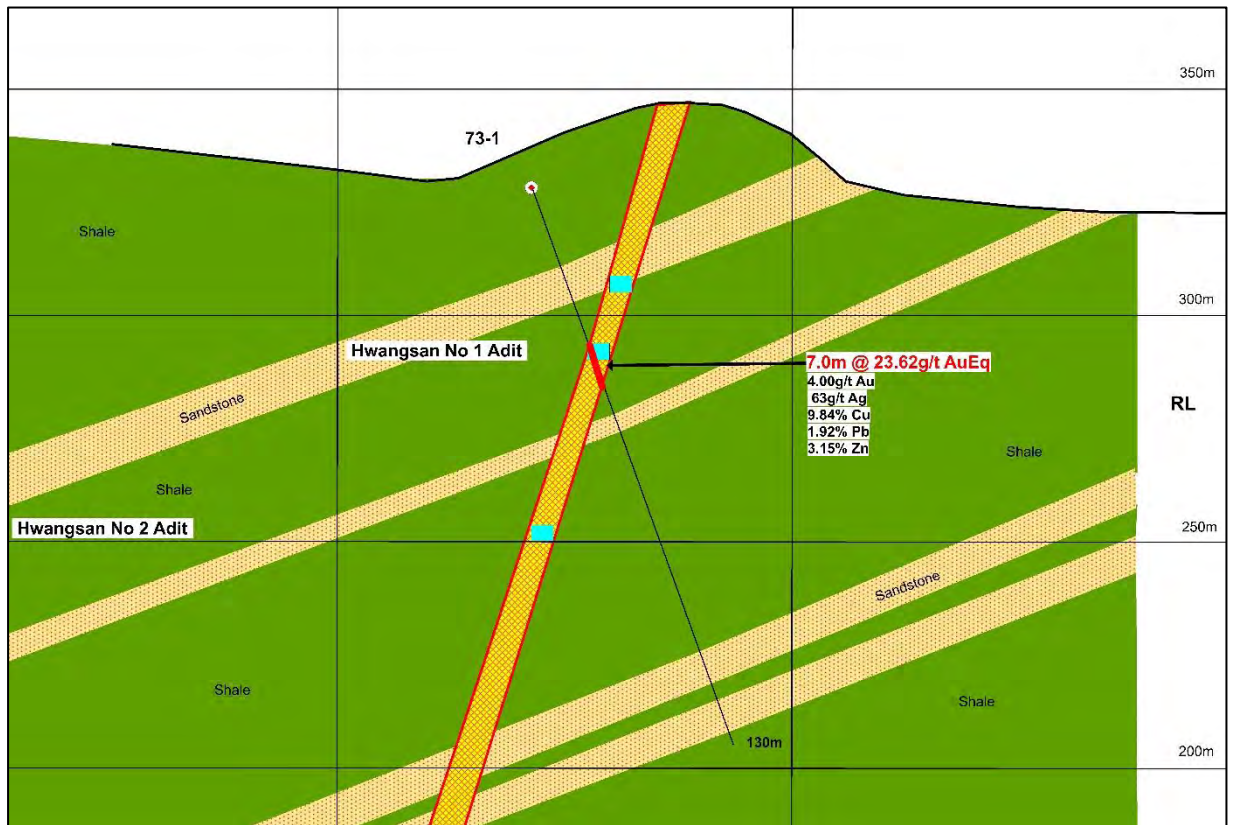 350m
73-1
Shale
300m
Hwangsan No 1 Adit
7.0m @ 23.62g/t AuEq
4.00g/t Au
63g/t Ag
9.84% Cu
1.92% Pb
3.15% Zn
RL
Sandstone
Shale
Shale
Hwangsan No 2 Adit
250m
Sandstone
Shale
Shale
130m
200m